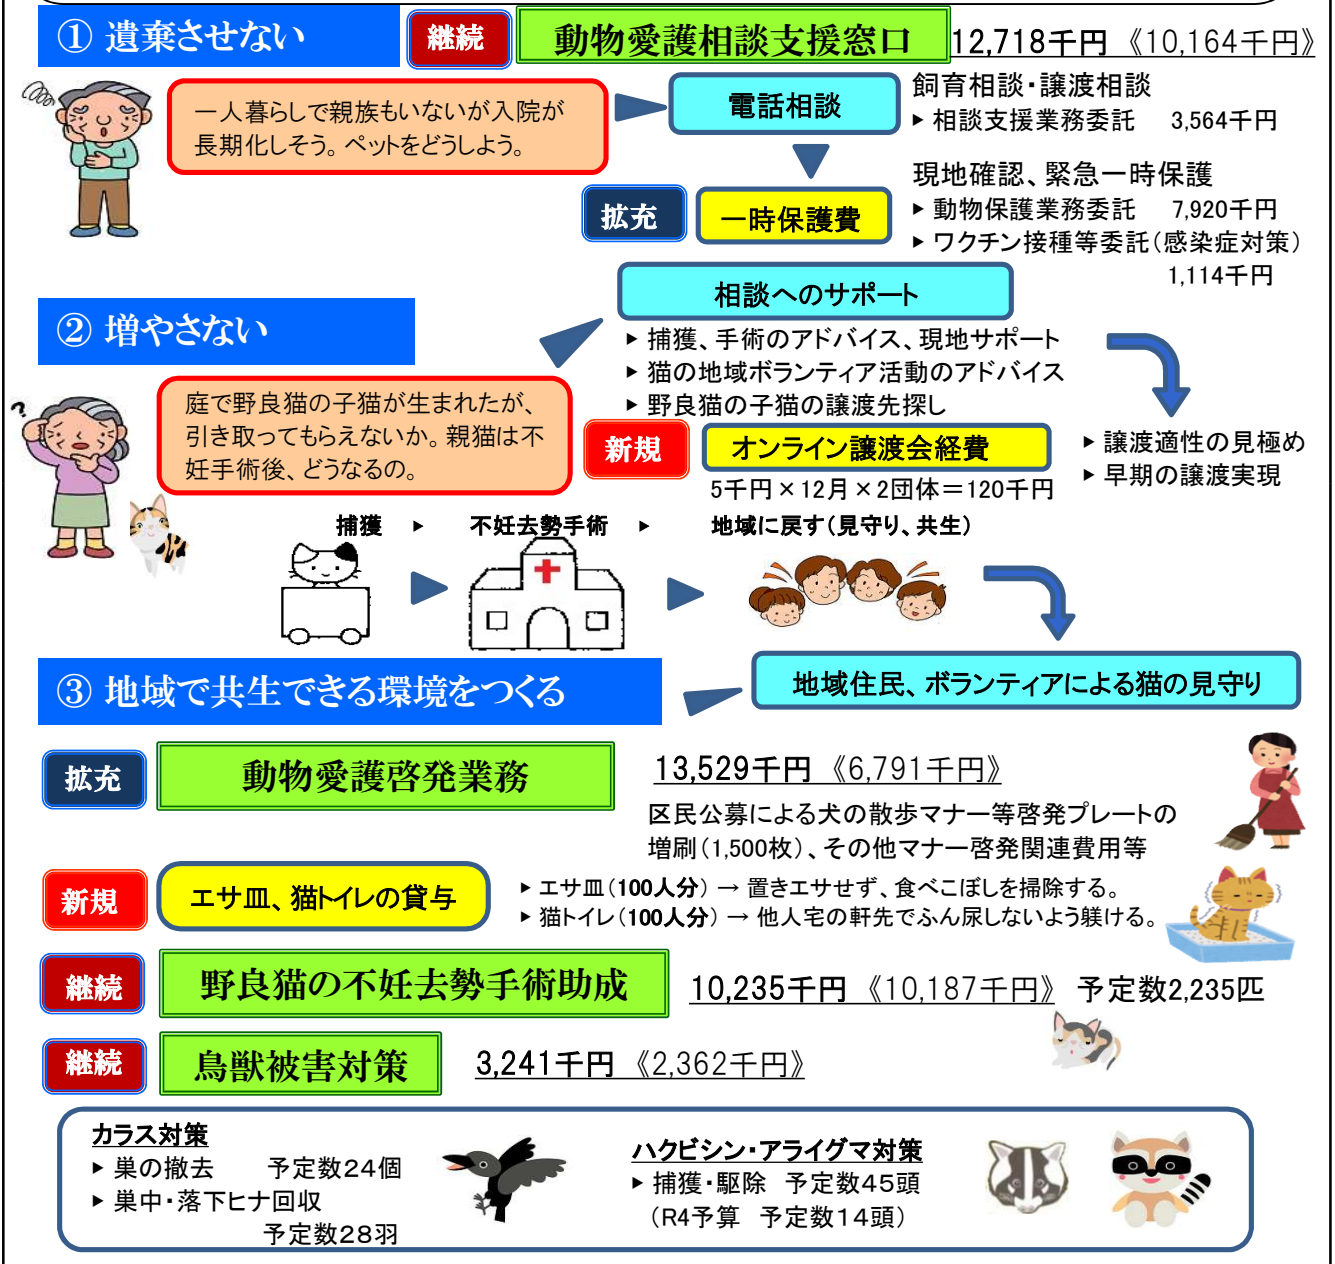 ① 遺棄させない
継続
動物愛護相談支援窓口
12,718千円 《10,164千円》
一人暮らしで親族もいないが入院が
長期化しそう。ペットをどうしよう。
電話相談
飼育相談・譲渡相談
▶ 相談支援業務委託 3,564千円
拡充
一時保護費
現地確認、緊急一時保護
▶ 動物保護業務委託 7,920千円
▶ ワクチン接種等委託(感染症対策)
1,114千円
② 増やさない
相談へのサポート
▶ 捕獲、手術のアドバイス、現地サポート
▶ 猫の地域ボランティア活動のアドバイス
▶ 野良猫の子猫の譲渡先探し
?
庭で野良猫の子猫が生まれたが、
引き取ってもらえないか。親猫は不
妊手術後、どうなるの。
新規
オンライン譲渡会経費
5千円×12月×2団体=120千円
▶ 譲渡適性の見極め
▶ 早期の譲渡実現
捕獲 ▶ 不妊去勢手術 ▶ 地域に戻す(見守り、共生)
③ 地域で共生できる環境をつくる
地域住民、ボランティアによる猫の見守り
拡充
動物愛護啓発業務
13,529千円 《6,791千円》
区民公募による犬の散歩マナー等啓発プレートの
増刷(1,500枚)、その他マナー啓発関連費用等
新規
エサ皿、猫トイレの貸与
▶ エサ皿(100人分) → 置きエサせず、食べこぼしを掃除する。
▶ 猫トイレ(100人分) → 他人宅の軒先でふん尿しないよう躾ける。
継続
野良猫の不妊去勢手術助成
10,235千円 《10,187千円》 予定数2,235匹
継続
鳥獣被害対策
3,241千円 《2,362千円》
カラス対策
▶ 巣の撤去 予定数24個
▶ 巣中・落下ヒナ回収
予定数28羽
ハクビシン・アライグマ対策
▶ 捕獲・駆除 予定数45頭
(R4予算 予定数14頭)